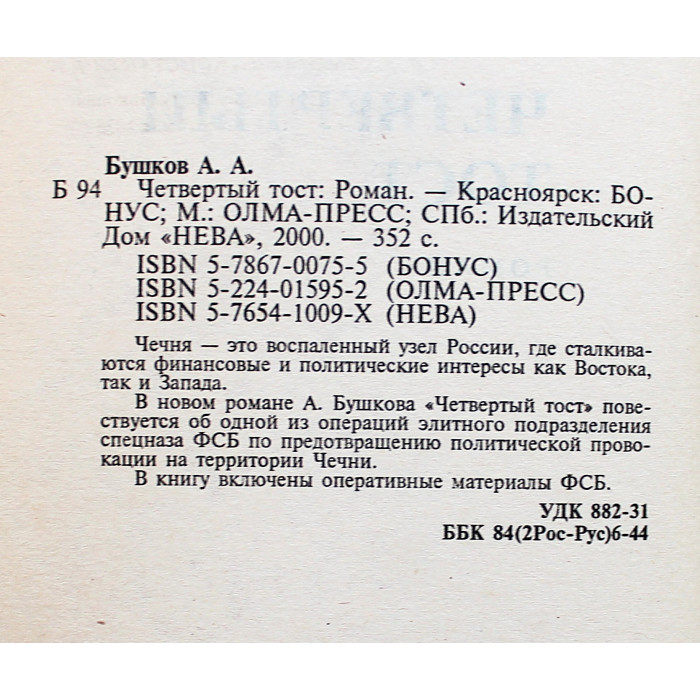 Бушков А. А.
Б 94 Четвертый тост: Роман. — Красноярск: БО-
НУС; М.: ОЛМА-ПРЕСС; СПб.: Издательский
Дом «НЕВА», 2000. — 352 с.
ISBN 5-7867-0075-5 (БОНУС)
ISBN 5-224-01595-2 (ОЛМА-ПРЕСС)
ISBN 5-7654-1009-X (НЕВА)
Чечня — это воспаленный узел России, где сталкива-
ются финансовые и политические интересы как Востока,
так и Запада.
В новом романе А. Бушкова «Четвертый тост» пове-
ствуется об одной из операций элитного подразделения
спецназа ФСБ по предотвращению политической прово-
кации на территории Чечни.
В книгу включены оперативные материалы ФСБ.
УДК 882-31
ББК 84(2Рос-Рус)6-44